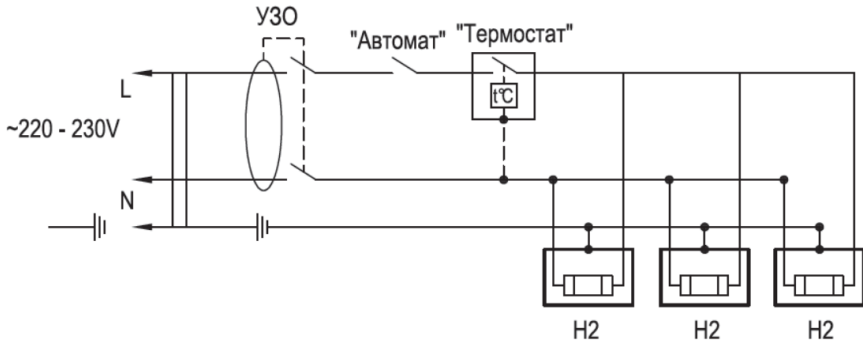 УЗО
"Автомат" "Термостат"
L
t°C
~220 - 230V
N
H2 H2 H2